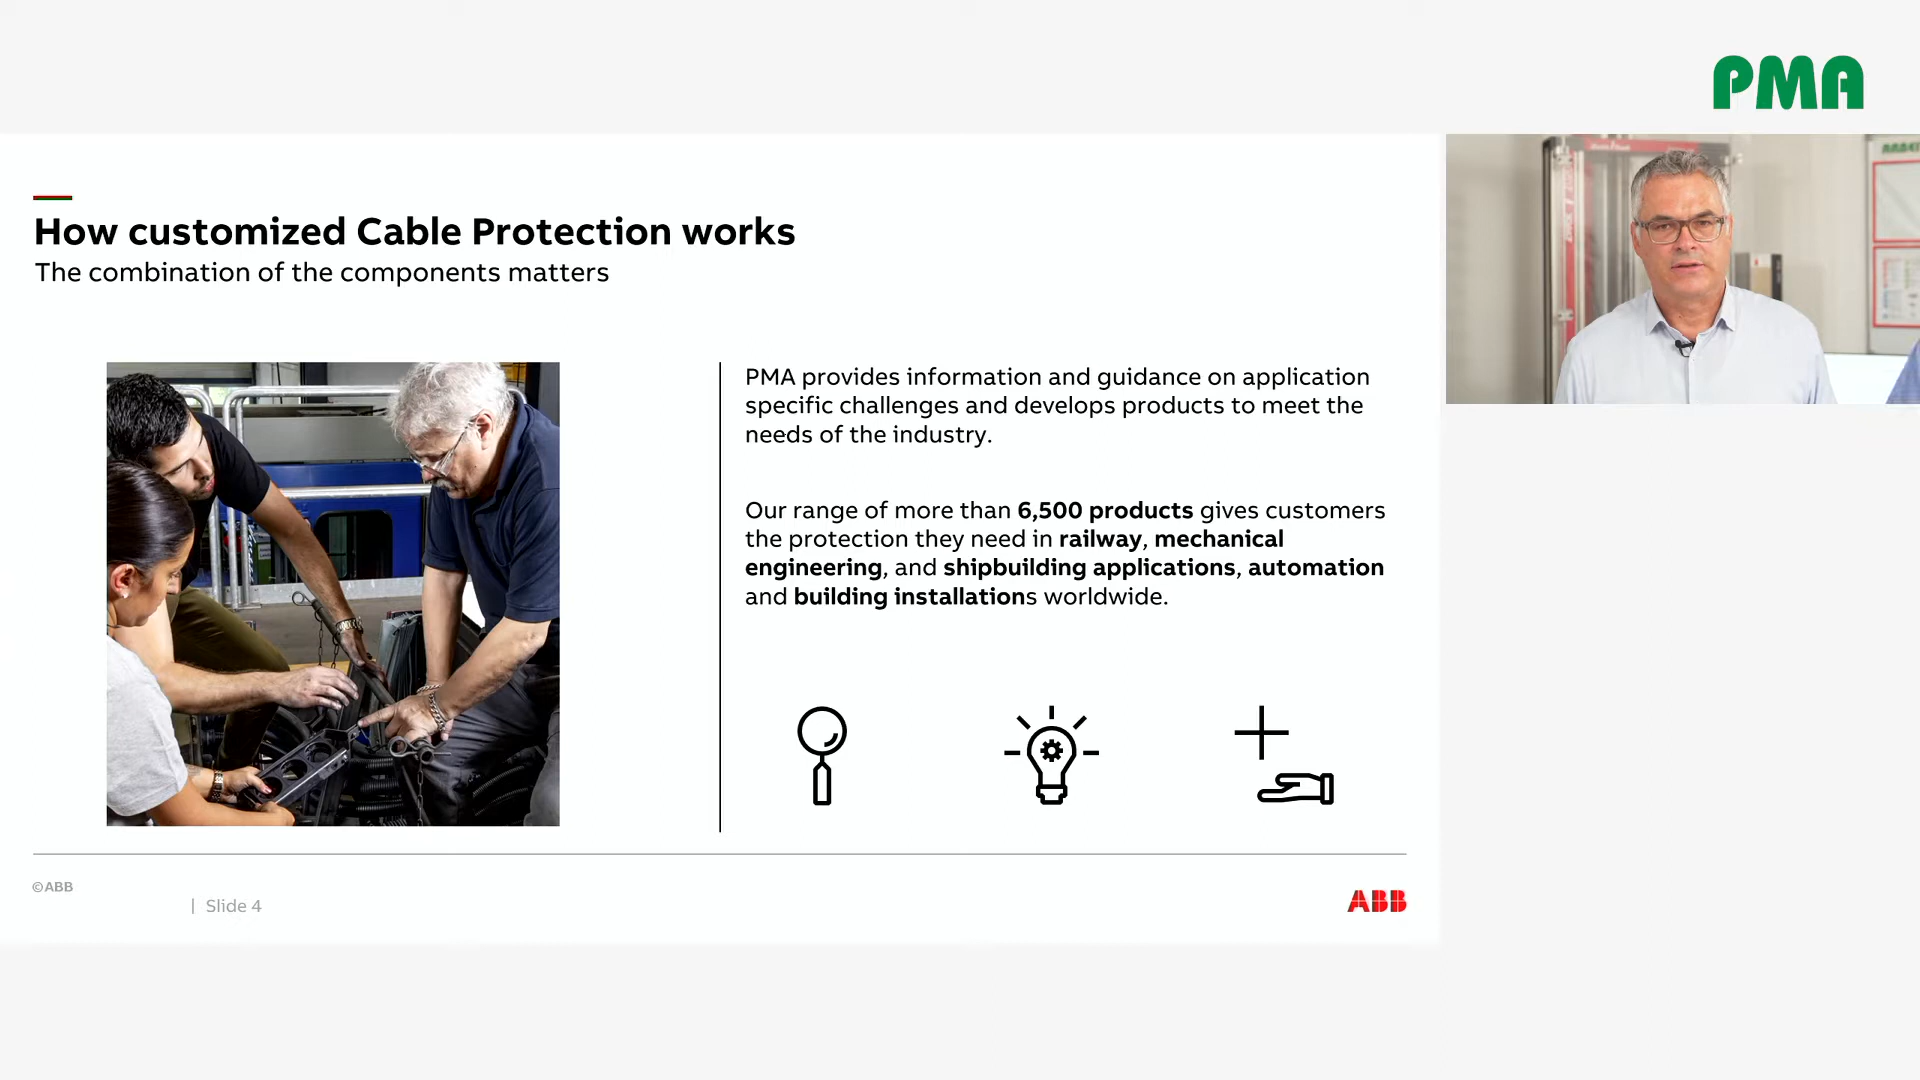 PMA
How customized Cable Protection works
The combination of the components matters
PMA provides information and guidance on application
specific challenges and develops products to meet the
needs of the industry.
Our range of more than 6,500 products gives customers
the protection they need in railway, mechanical
engineering, and shipbuilding applications, automation
and building installations worldwide.
©ABB
| Slide 4
ABB